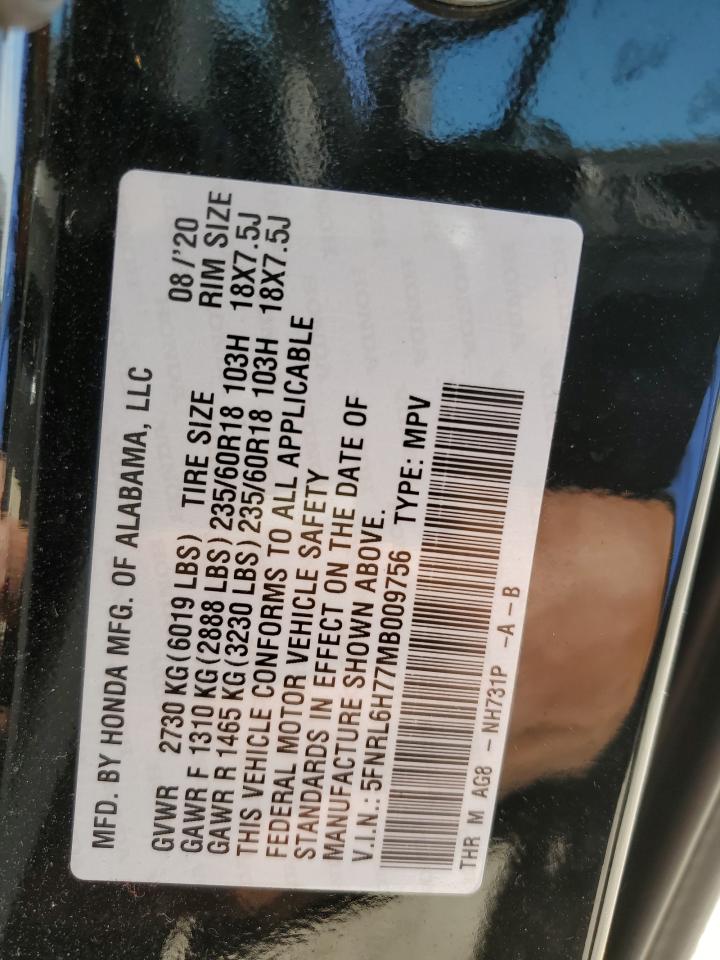 MFD. BY HONDA MFG. OF ALABAMA, LLC 08/'20
GVWR 2730 KG(6019 LBS) TIRE SIZE RIM SIZE
GAWR F 1310 KG(2888 LBS) 235/60R18 103H 18X7.5J
GAWR R 1465 KG(3230 LBS) 235/60R18 103H 18X7.5J
THIS VEHICLE CONFORMS TO ALL APPLICABLE
FEDERAL MOTOR VEHICLE SAFETY
STANDARDS IN EFFECT ON THE DATE OF
MANUFACTURE SHOWN ABOVE.
V.I.N.: 5FNRL6H77MB009756 TYPE: MPV
THR M AG8 - NH731P -A-B